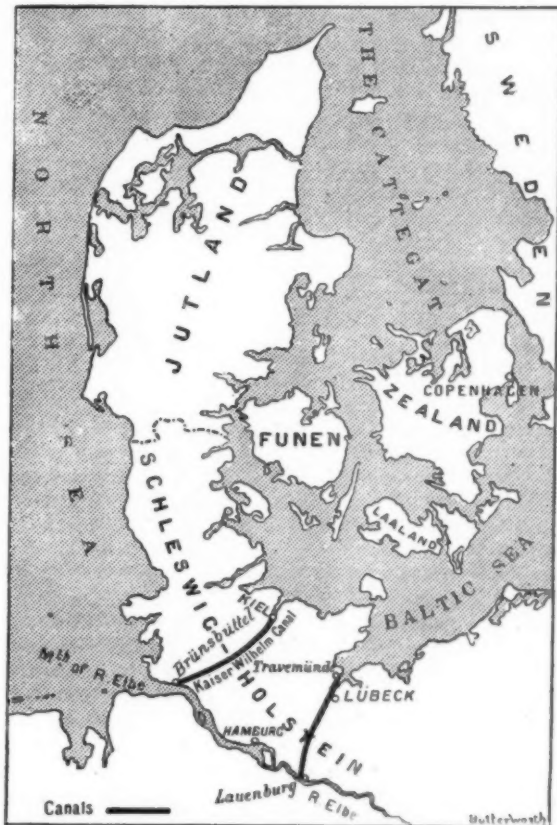 NORTH SEA
THE CATTEGAT
SWEDEN
JUTLAND
COPENHAGEN
ZEALAND
FUNEN
SCHLESWIG-HOLSTEIN
LAALAND
BALTIC SEA
KIEL
Brünsbüttel
Kaiser Wilhelm Canal
Mth of R. Elbe
Travemünd
LÜBECK
HAMBURG
Lauenburg
R. Elbe
Canals
Butterworth